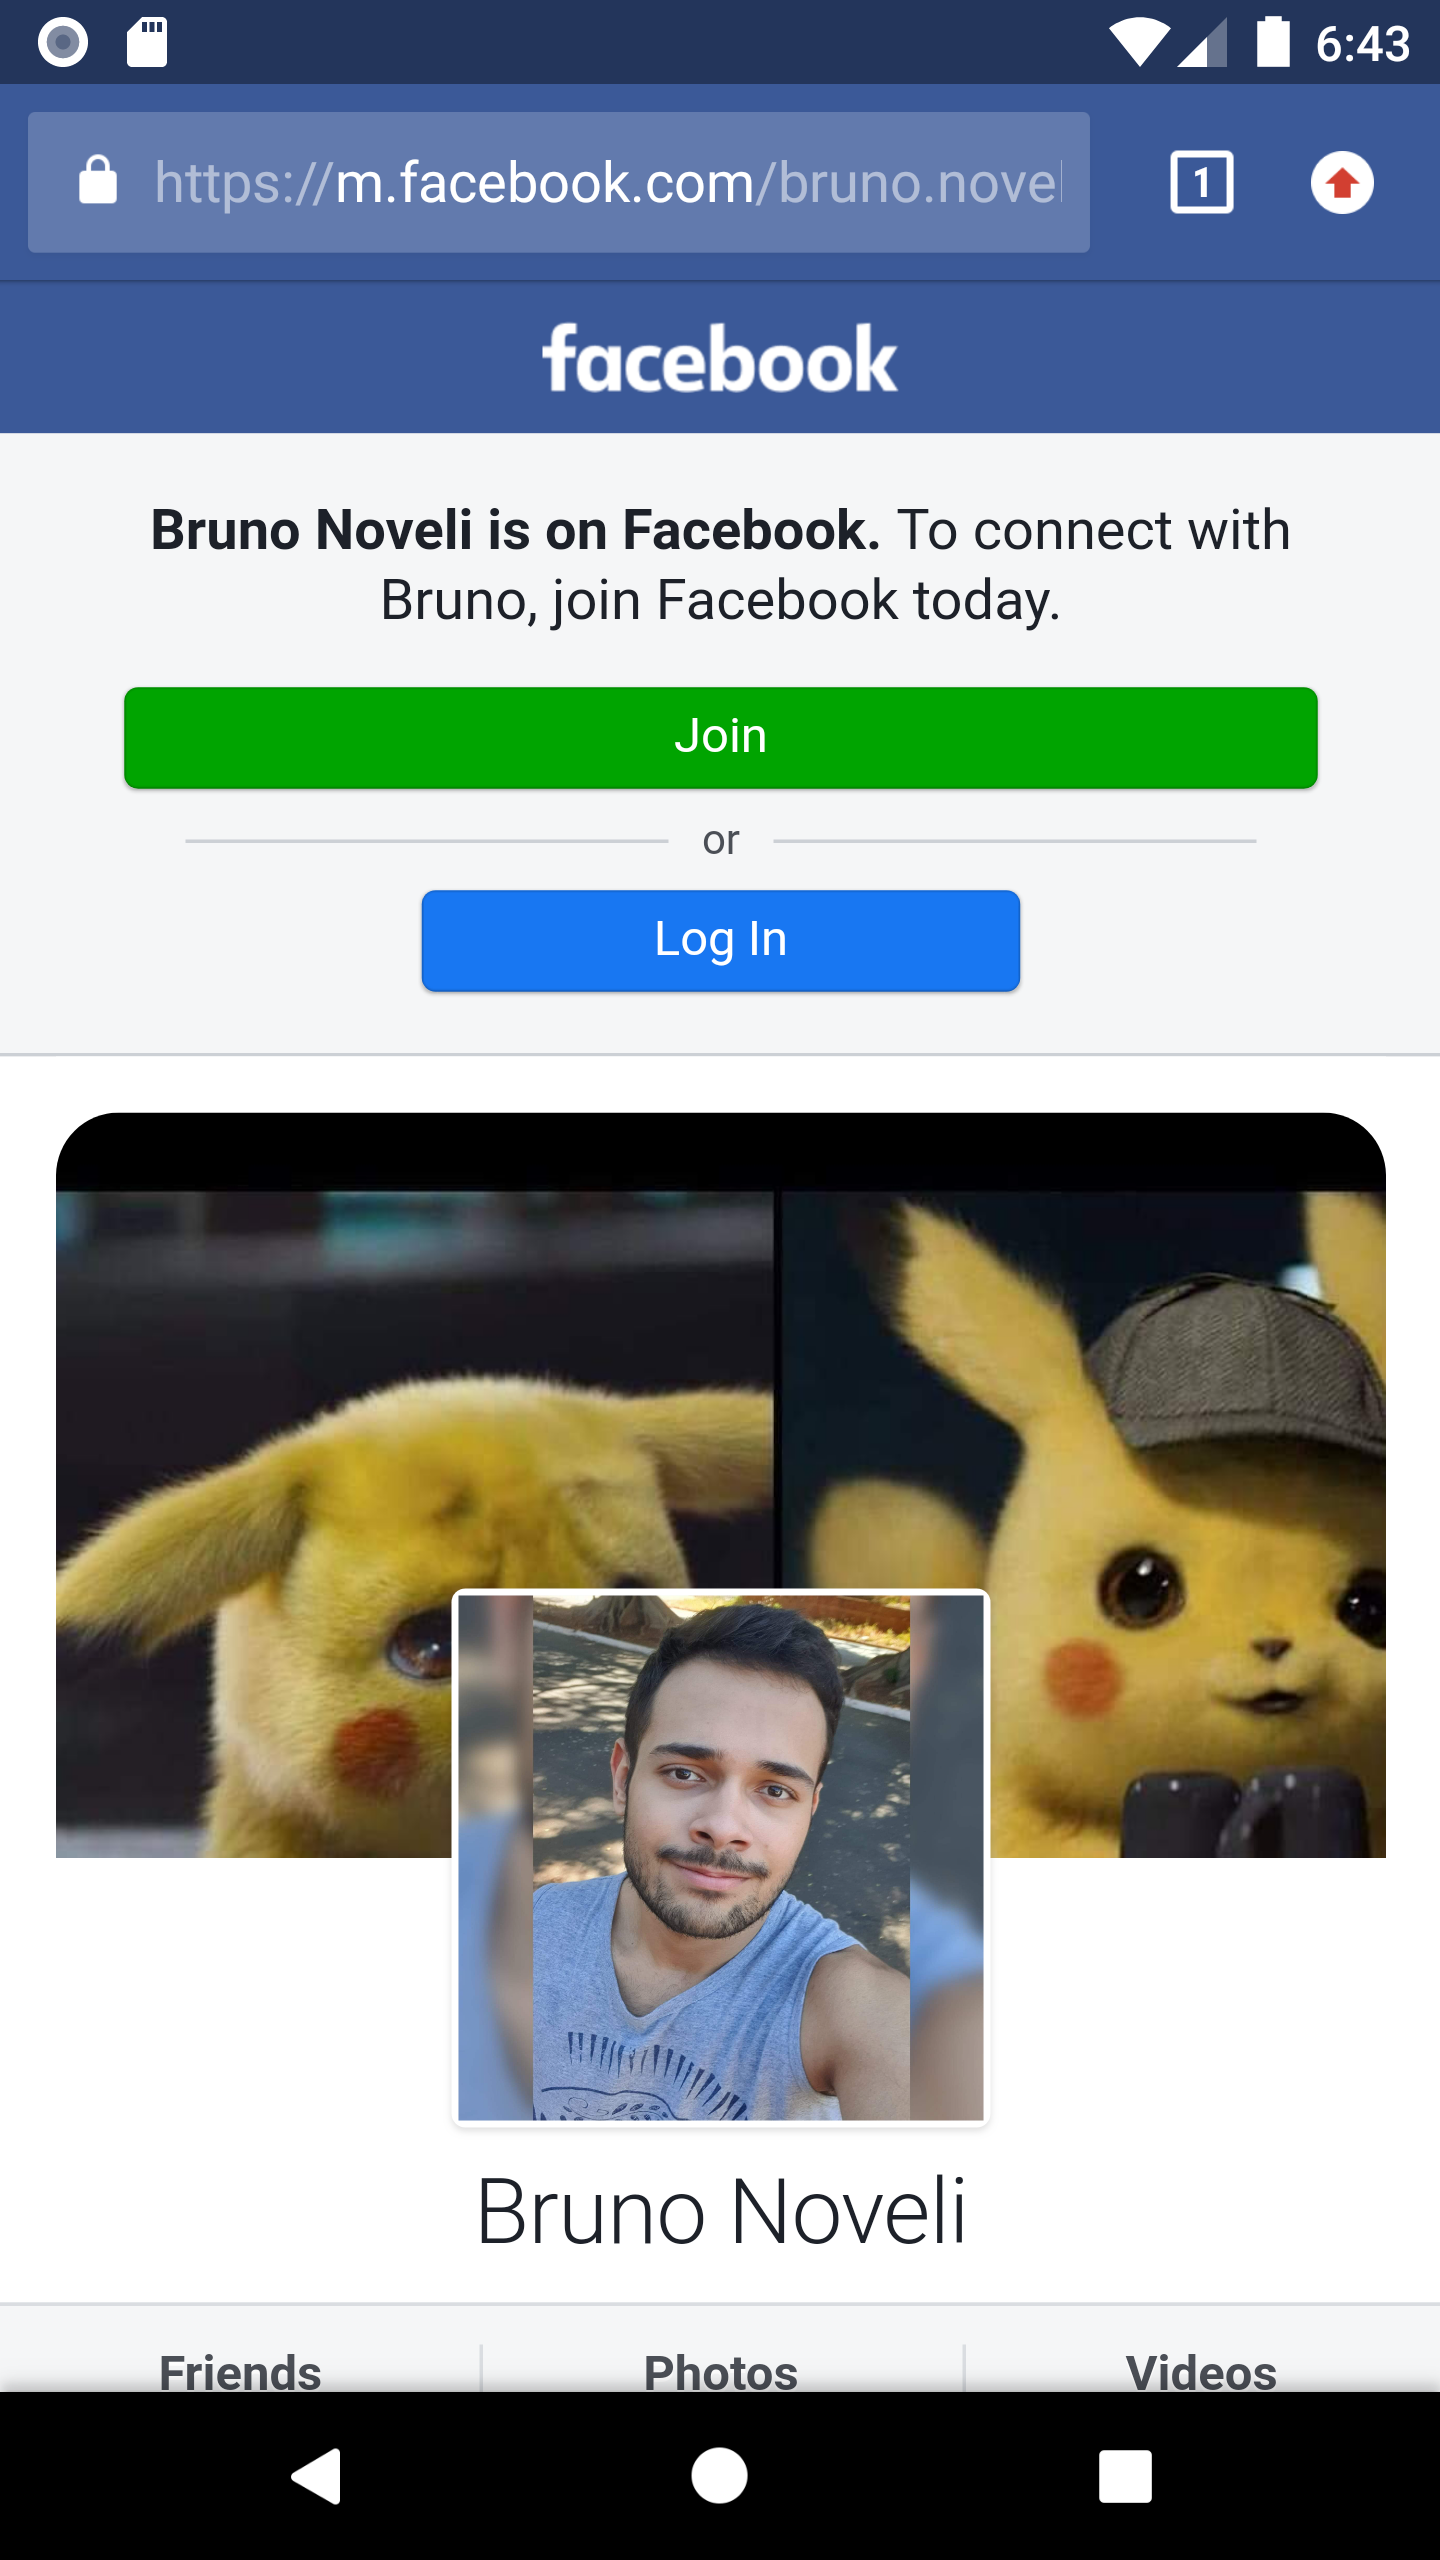 6:43
https://m.facebook.com/bruno.novel
1
facebook
Bruno Noveli is on Facebook. To connect with
Bruno, join Facebook today.
Join
or
Log In
Bruno Noveli
Friends
Photos
Videos